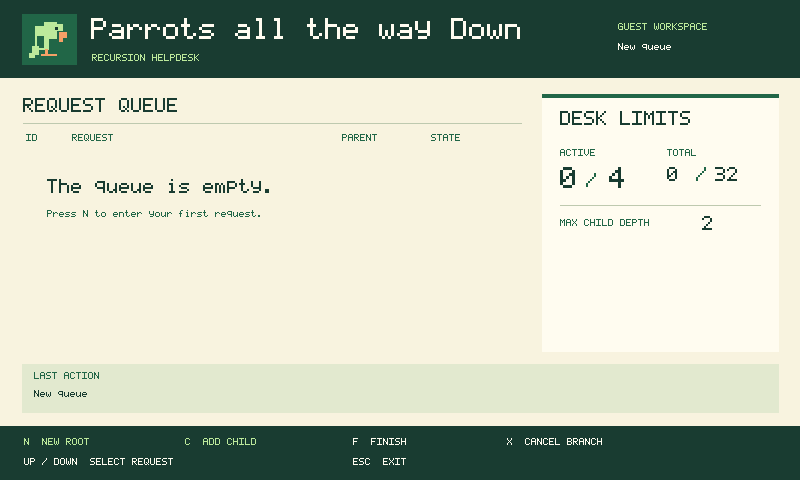 Parrots all the way Down
RECURSION HELPDESK
GUEST WORKSPACE
New queue
REQUEST QUEUE
ID REQUEST PARENT STATE
The queue is empty.
Press N to enter your first request.
DESK LIMITS
ACTIVE TOTAL
0 / 4 0 / 32
MAX CHILD DEPTH 2
LAST ACTION
New queue
N NEW ROOT C ADD CHILD F FINISH X CANCEL BRANCH
UP / DOWN SELECT REQUEST ESC EXIT